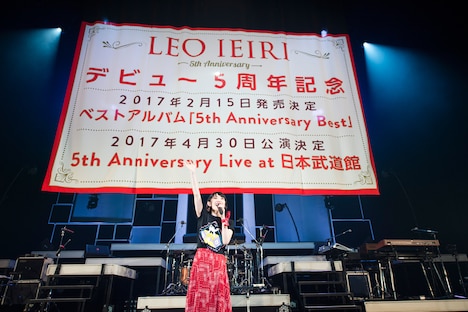 LEO IEIRI
5th Anniversary
デビュー～5周年記念
2017年2月15日発売決定
ベストアルバム「5th Anniversary Best」
2017年4月30日公演決定
5th Anniversary Live at 日本武道館